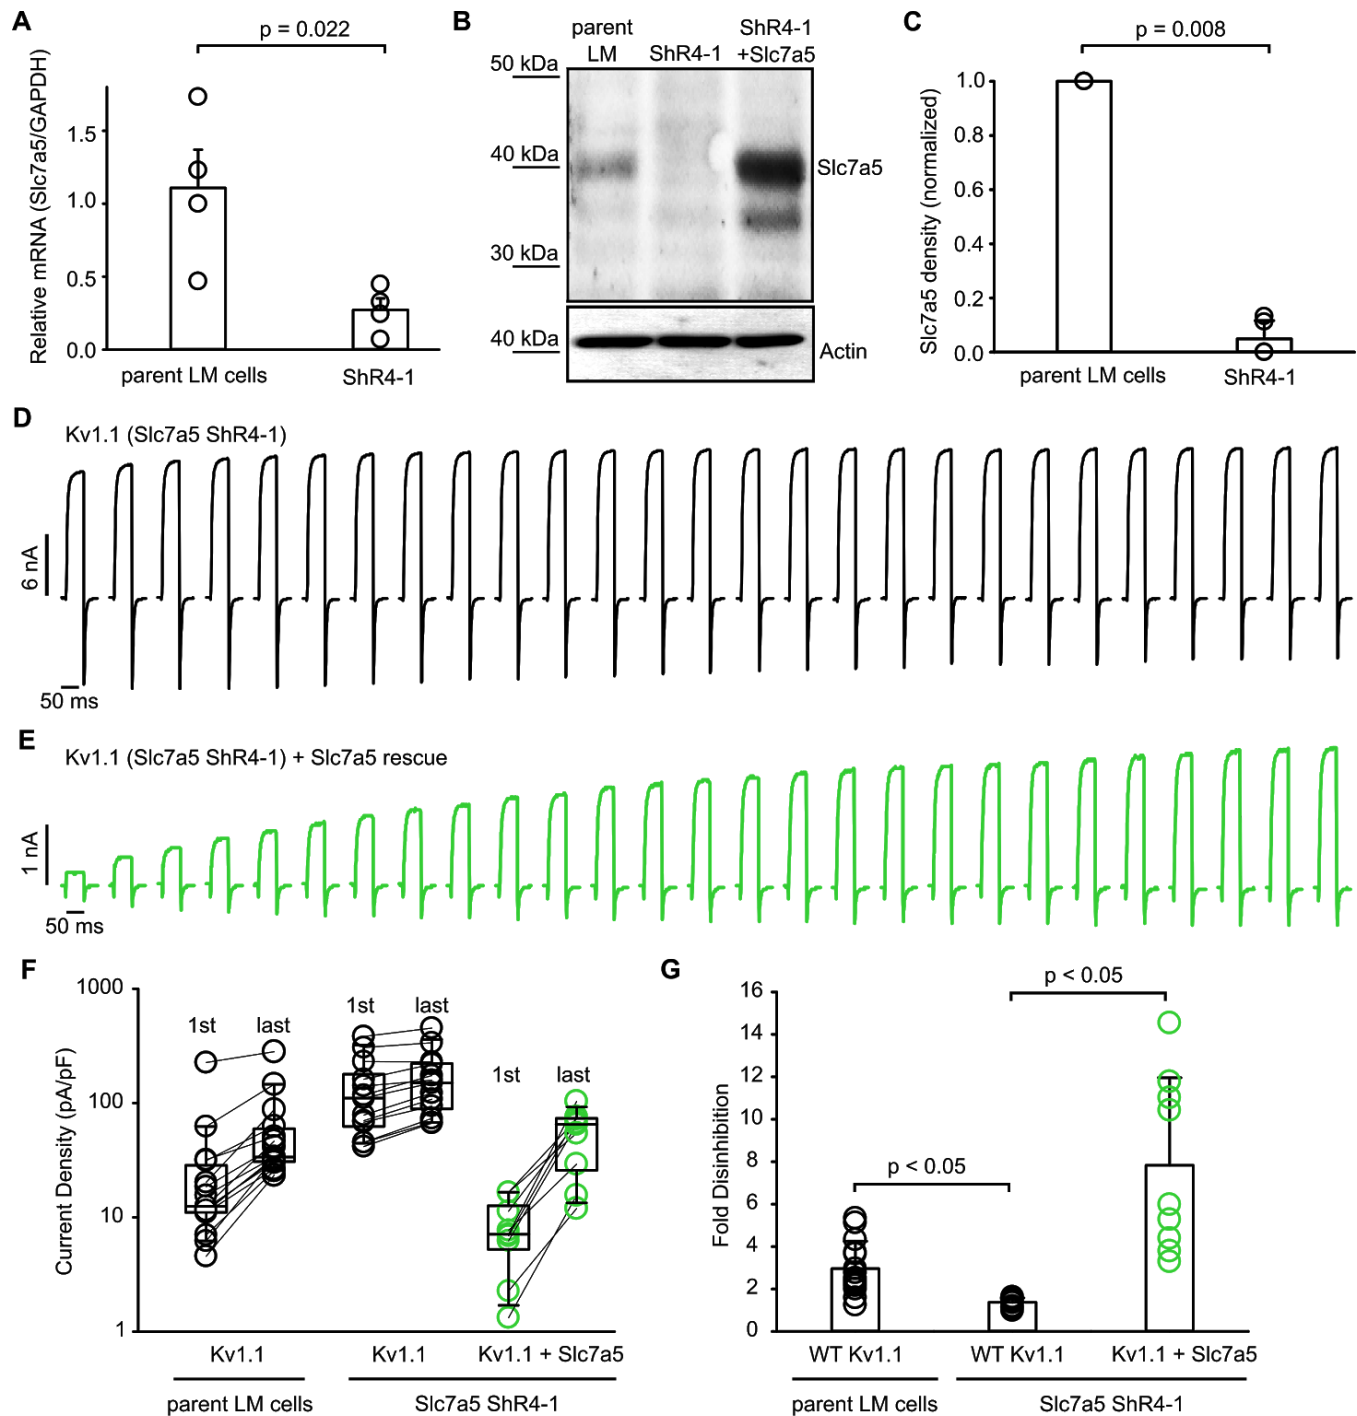 A
p = 0.022
Relative mRNA (Slc7a5/GAPDH)
1.5
1.0
0.5
0.0
parent LM cells
ShR4-1
B
parent
LM
ShR4-1
ShR4-1
+Slc7a5
50 kDa
40 kDa
30 kDa
40 kDa
Slc7a5
Actin
C
p = 0.008
Slc7a5 density (normalized)
1.0
0.8
0.6
0.4
0.2
0.0
parent LM cells
ShR4-1
D
Kv1.1 (Slc7a5 ShR4-1)
6 nA
50 ms
E
Kv1.1 (Slc7a5 ShR4-1) + Slc7a5 rescue
1 nA
50 ms
F
Current Density (pA/pF)
1000
100
10
1
1st
last
1st
last
1st
last
Kv1.1
Kv1.1
Kv1.1 + Slc7a5
parent LM cells
Slc7a5 ShR4-1
G
Fold Disinhibition
16
14
12
10
8
6
4
2
0
p < 0.05
p < 0.05
WT Kv1.1
WT Kv1.1
Kv1.1 + Slc7a5
parent LM cells
Slc7a5 ShR4-1